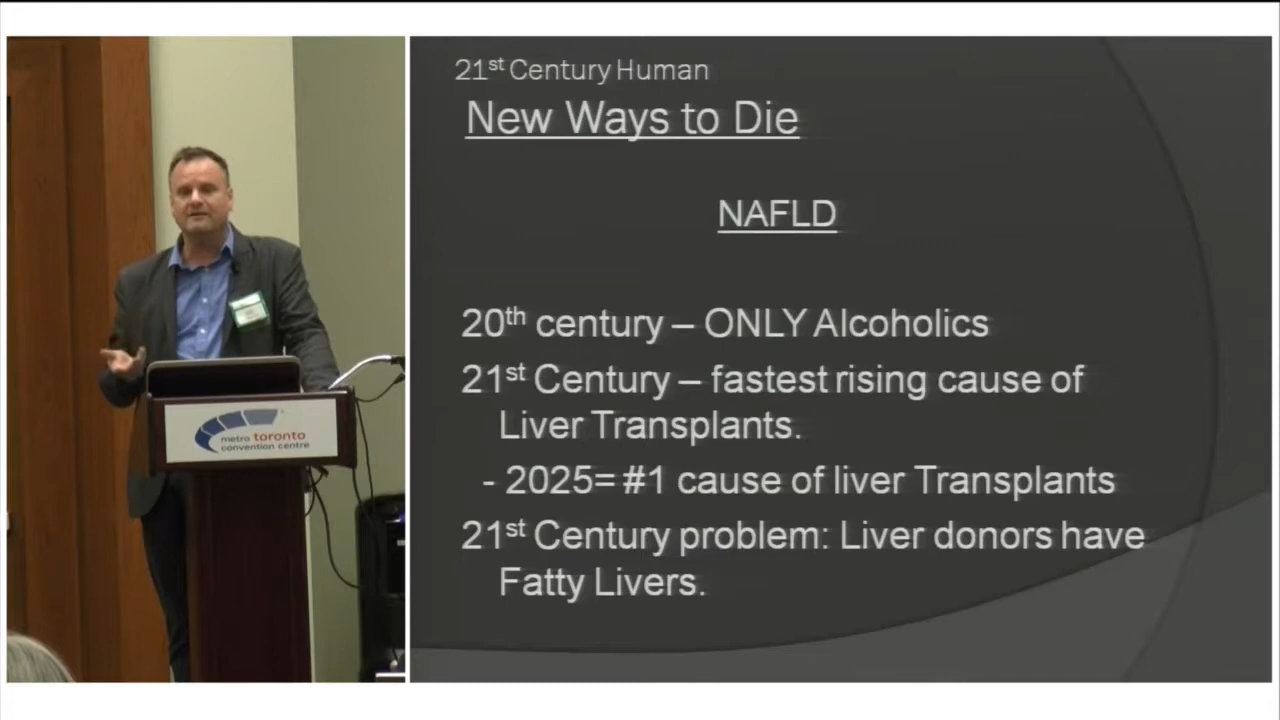 21st Century Human
New Ways to Die
NAFLD
20th century – ONLY Alcoholics
21st Century – fastest rising cause of
Liver Transplants.
- 2025= #1 cause of liver Transplants
21st Century problem: Liver donors have
Fatty Livers.
metro toronto
convention centre